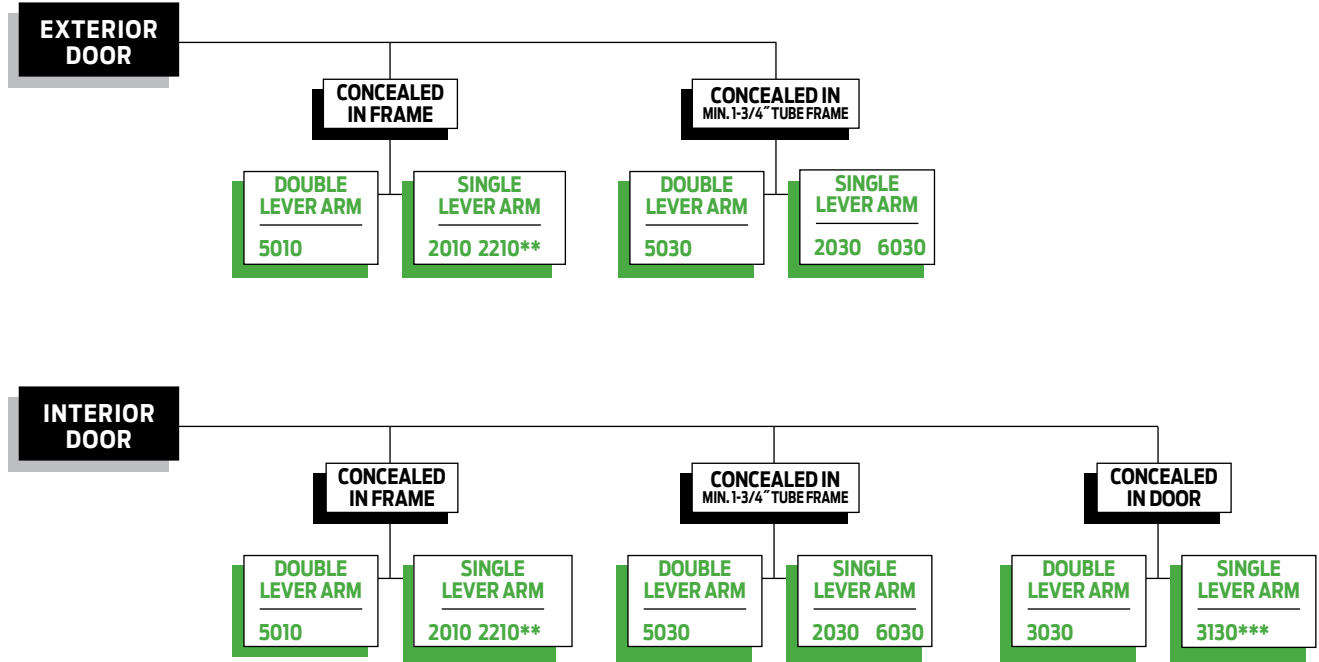 EXTERIOR
DOOR
CONCEALED
IN FRAME
CONCEALED IN
MIN. 1-3/4˝ TUBE FRAME
DOUBLE
LEVER ARM
5010
SINGLE
LEVER ARM
2010 2210**
DOUBLE
LEVER ARM
5030
SINGLE
LEVER ARM
2030 6030
INTERIOR
DOOR
CONCEALED
IN FRAME
CONCEALED IN
MIN. 1-3/4˝ TUBE FRAME
CONCEALED
IN DOOR
DOUBLE
LEVER ARM
5010
SINGLE
LEVER ARM
2010 2210**
DOUBLE
LEVER ARM
5030
SINGLE
LEVER ARM
2030 6030
DOUBLE
LEVER ARM
3030
SINGLE
LEVER ARM
3130***